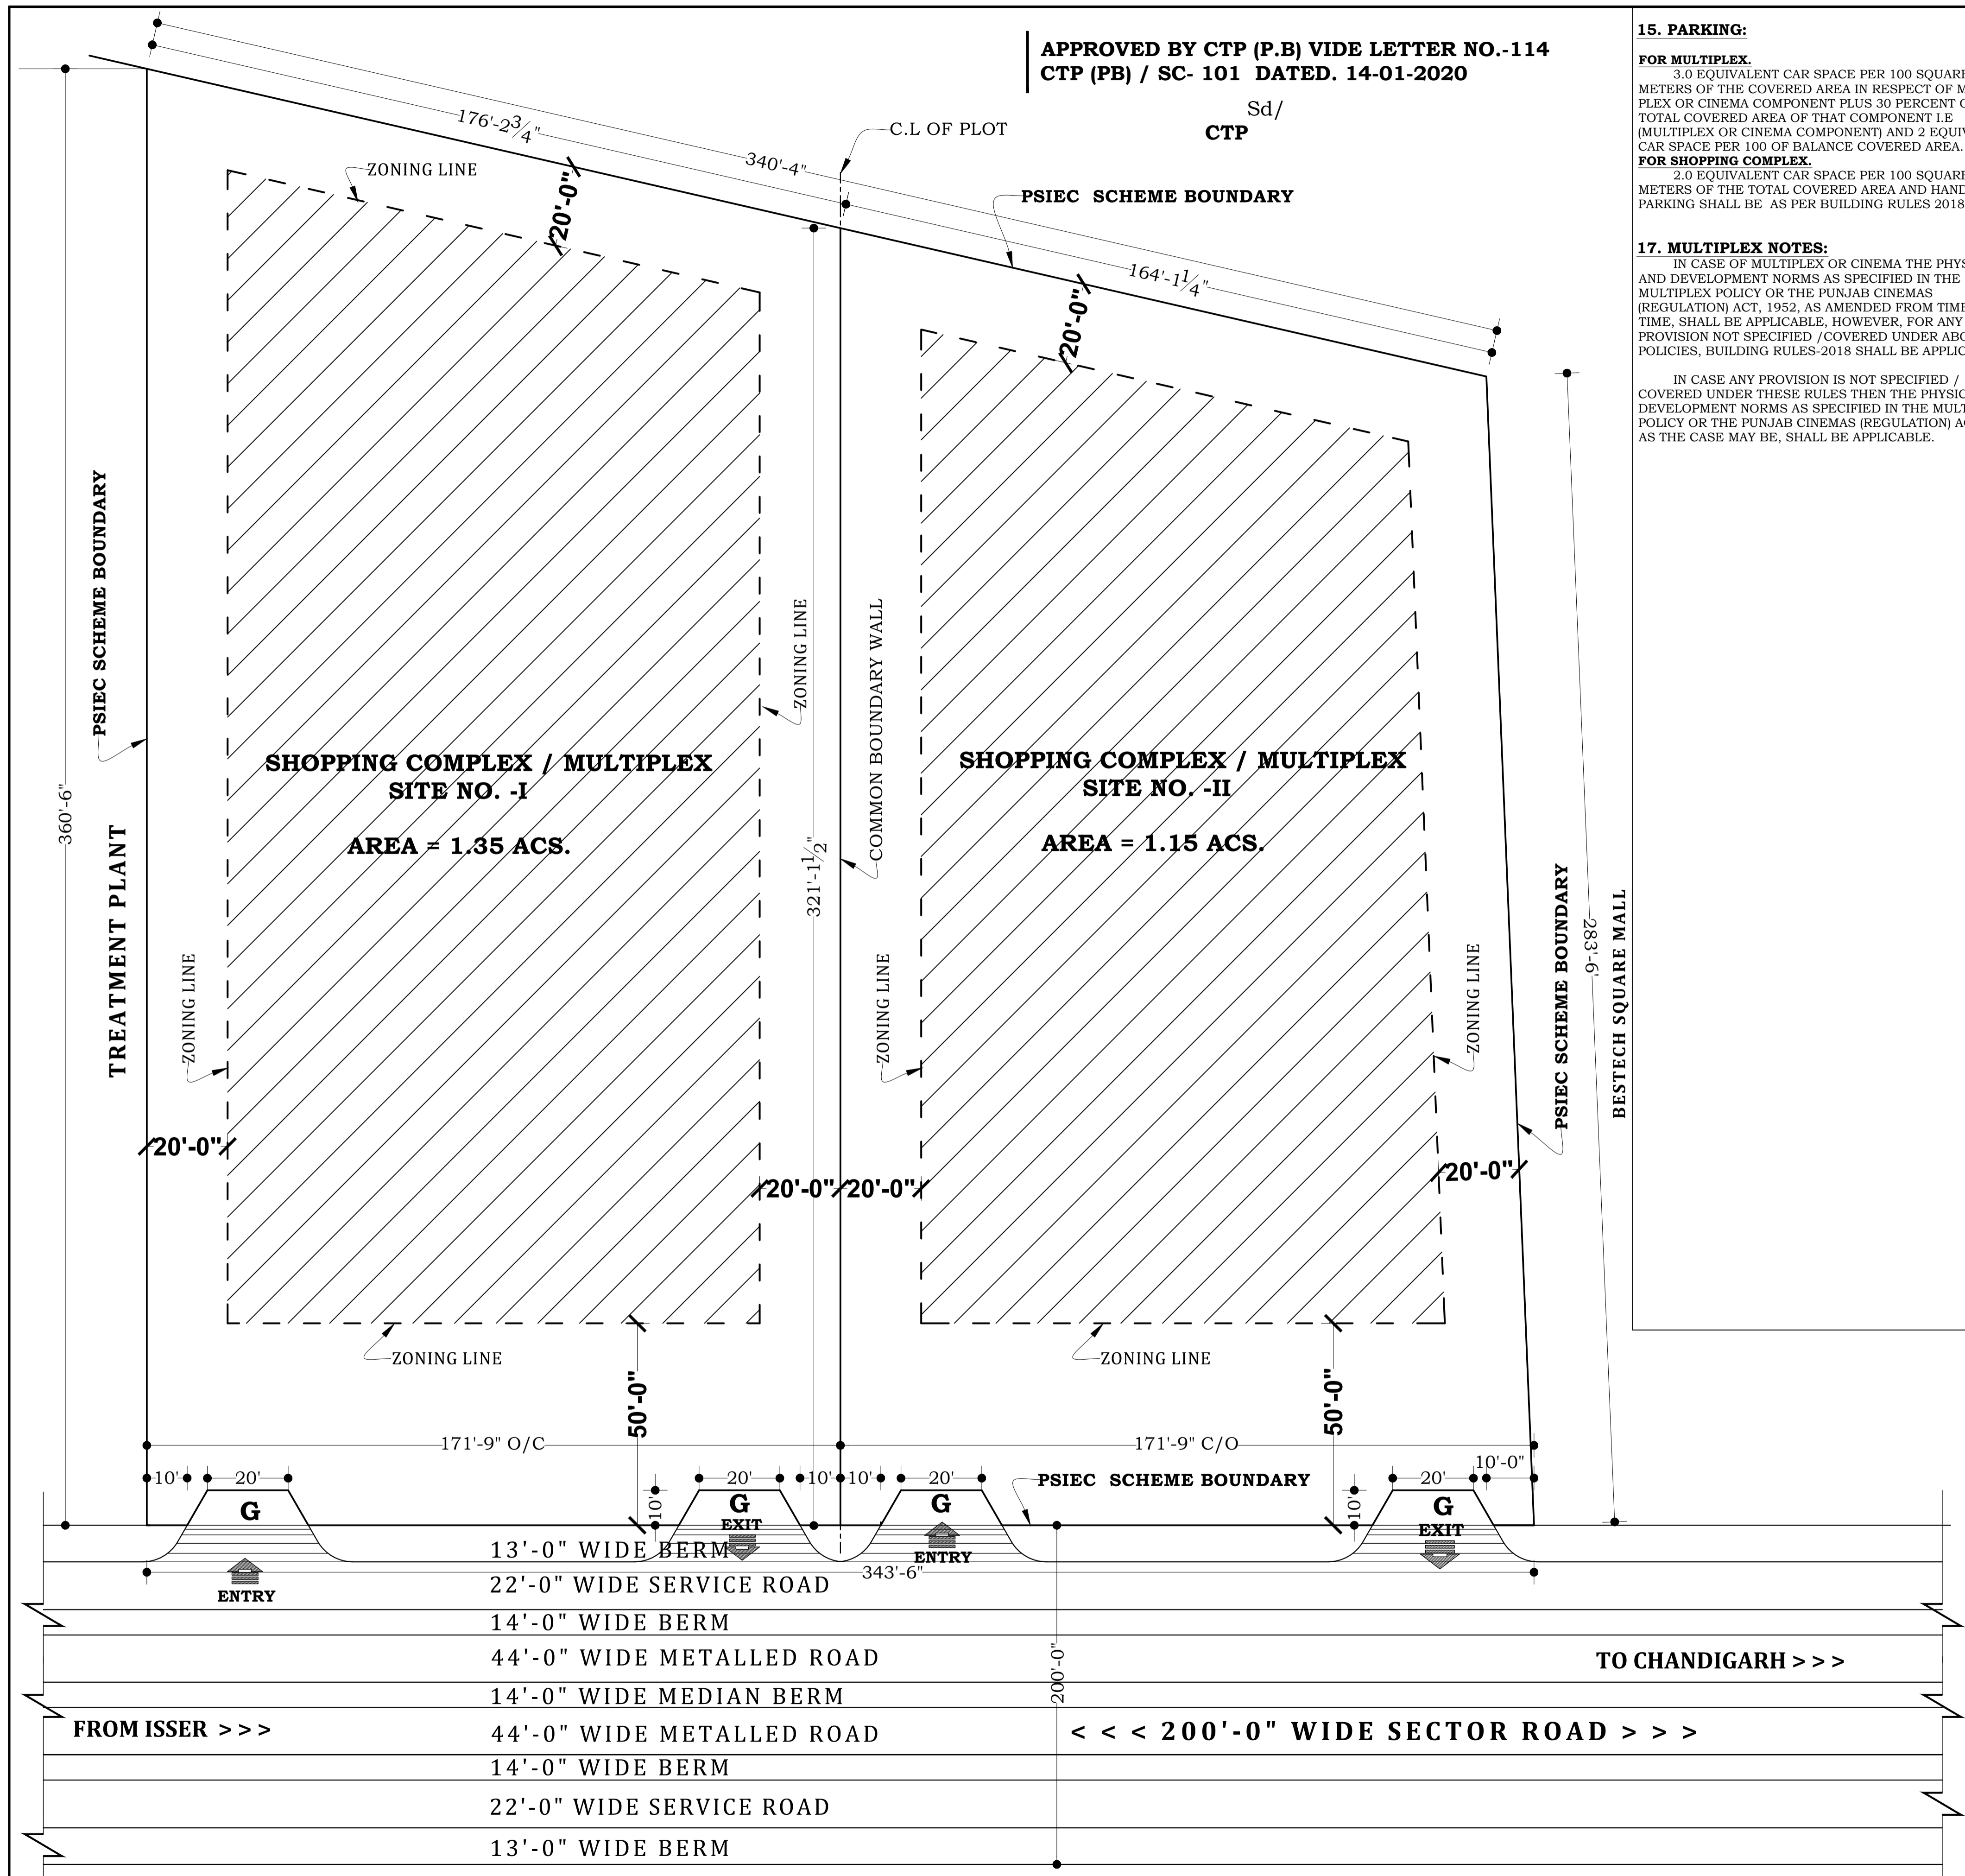 APPROVED BY CTP (P.B) VIDE LETTER NO.-114
CTP (PB) / SC- 101 DATED. 14-01-2020
Sd/
CTP
176'-2 3/4"
340'-4"
164'-1 1/4"
C.L OF PLOT
ZONING LINE
20'-0"
PSIEC SCHEME BOUNDARY
20'-0"
PSIEC SCHEME BOUNDARY
360'-6"
TREATMENT PLANT
ZONING LINE
ZONING LINE
COMMON BOUNDARY WALL
321'-1 1/2"
SHOPPING COMPLEX / MULTIPLEX
SITE NO. -I
AREA = 1.35 ACS.
SHOPPING COMPLEX / MULTIPLEX
SITE NO. -II
AREA = 1.15 ACS.
ZONING LINE
ZONING LINE
PSIEC SCHEME BOUNDARY
283'-6"
BESTECH SQUARE MALL
20'-0"
20'-0"
20'-0"
20'-0"
ZONING LINE
ZONING LINE
50'-0"
50'-0"
171'-9" O/C
171'-9" C/O
10'
20'
20'
10'
10'
20'
PSIEC SCHEME BOUNDARY
20'
10'-0"
10'
10'
G
G
G
G
EXIT
EXIT
ENTRY
ENTRY
13'-0" WIDE BERM
343'-6"
22'-0" WIDE SERVICE ROAD
14'-0" WIDE BERM
44'-0" WIDE METALLED ROAD
200'-0"
TO CHANDIGARH > > >
14'-0" WIDE MEDIAN BERM
FROM ISSER > > >
44'-0" WIDE METALLED ROAD
< < < 200'-0" WIDE SECTOR ROAD > > >
14'-0" WIDE BERM
22'-0" WIDE SERVICE ROAD
13'-0" WIDE BERM
15. PARKING:
FOR MULTIPLEX.
3.0 EQUIVALENT CAR SPACE PER 100 SQUARE
METERS OF THE COVERED AREA IN RESPECT OF
PLEX OR CINEMA COMPONENT PLUS 30 PERCENT
TOTAL COVERED AREA OF THAT COMPONENT I.E
(MULTIPLEX OR CINEMA COMPONENT) AND 2
CAR SPACE PER 100 OF BALANCE COVERED AREA.
FOR SHOPPING COMPLEX.
2.0 EQUIVALENT CAR SPACE PER 100 SQUARE
METERS OF THE TOTAL COVERED AREA AND
PARKING SHALL BE AS PER BUILDING RULES 2018
17. MULTIPLEX NOTES:
IN CASE OF MULTIPLEX OR CINEMA THE
AND DEVELOPMENT NORMS AS SPECIFIED IN THE
MULTIPLEX POLICY OR THE PUNJAB CINEMAS
(REGULATION) ACT, 1952, AS AMENDED FROM TIME
TIME, SHALL BE APPLICABLE, HOWEVER, FOR ANY
PROVISION NOT SPECIFIED /COVERED UNDER
POLICIES, BUILDING RULES-2018 SHALL BE
IN CASE ANY PROVISION IS NOT SPECIFIED /
COVERED UNDER THESE RULES THEN THE
DEVELOPMENT NORMS AS SPECIFIED IN THE
POLICY OR THE PUNJAB CINEMAS (REGULATION)
AS THE CASE MAY BE, SHALL BE APPLICABLE.